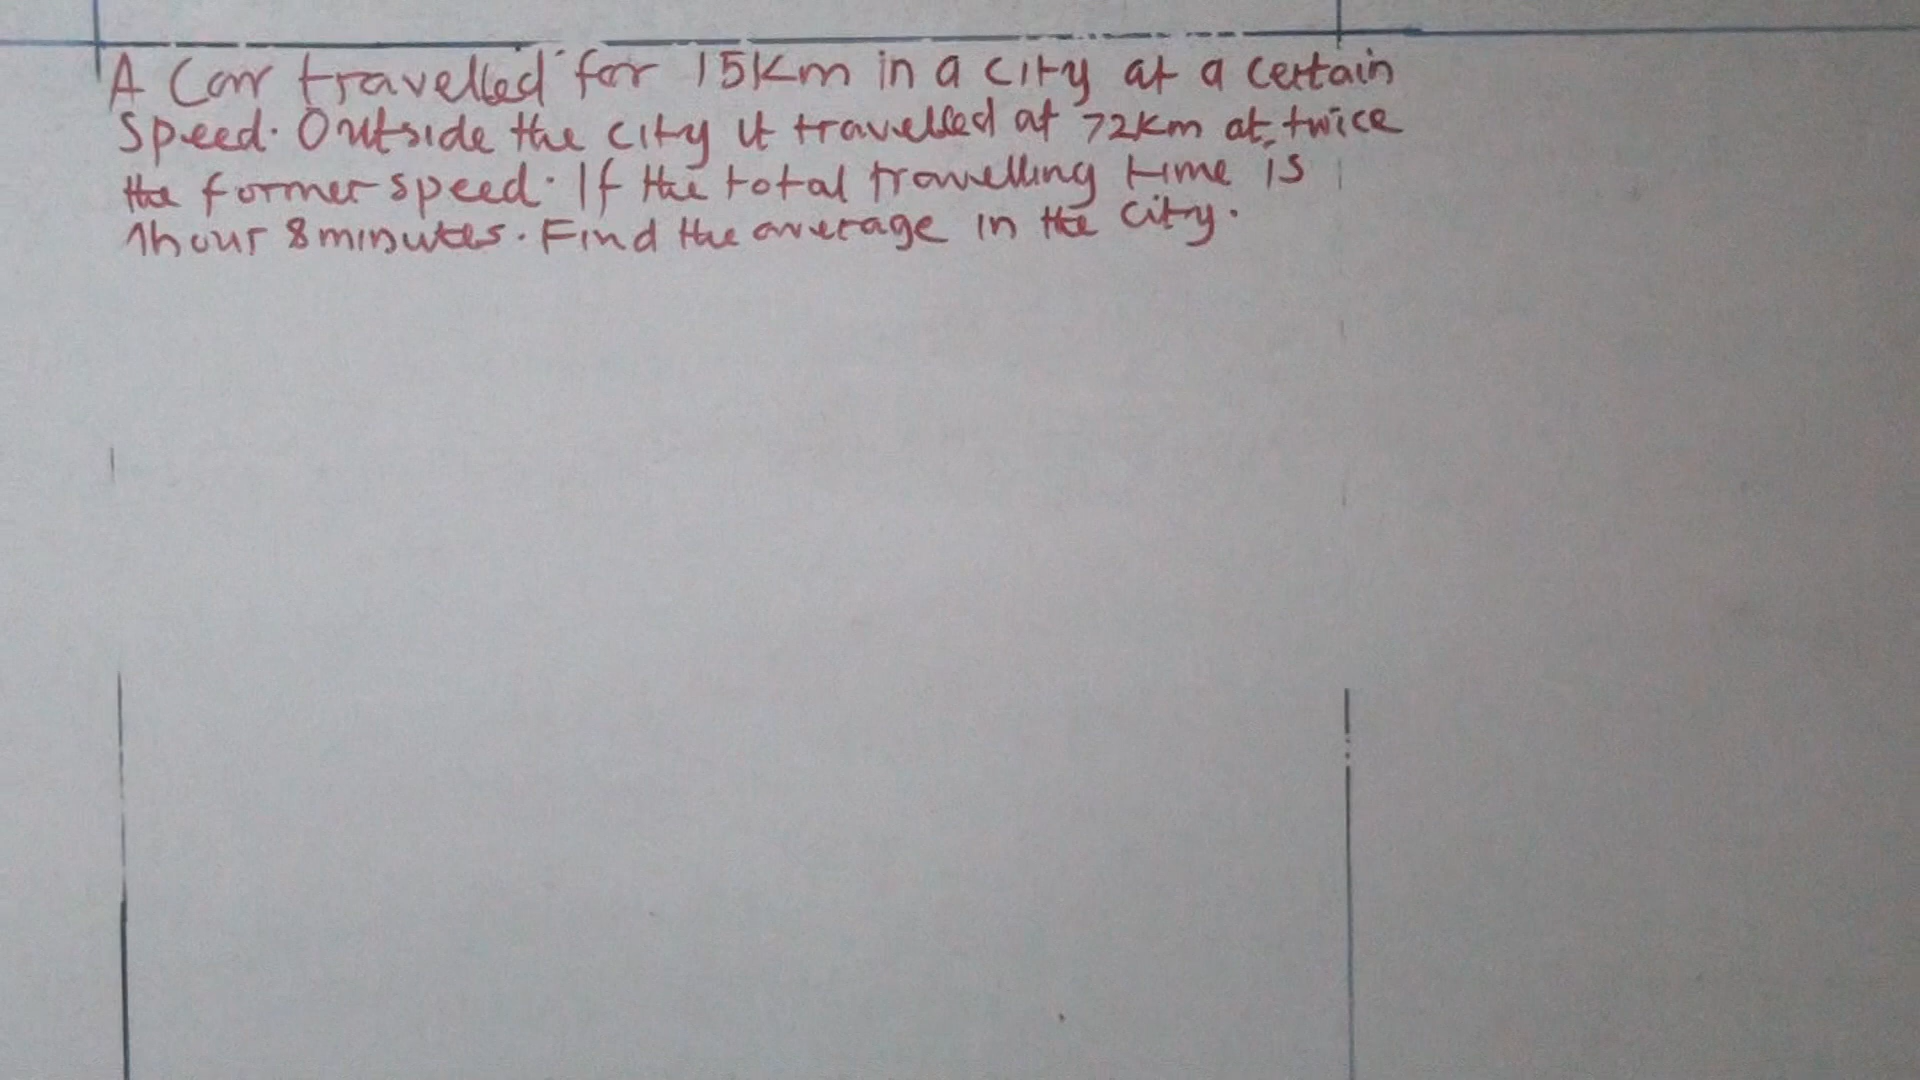 A Car travelled for 15Km in a city at a certain
Speed. Outside the city it travelled at 72km at twice
the former speed. If the total travelling time is
1hour 8minutes. Find the average in the city.